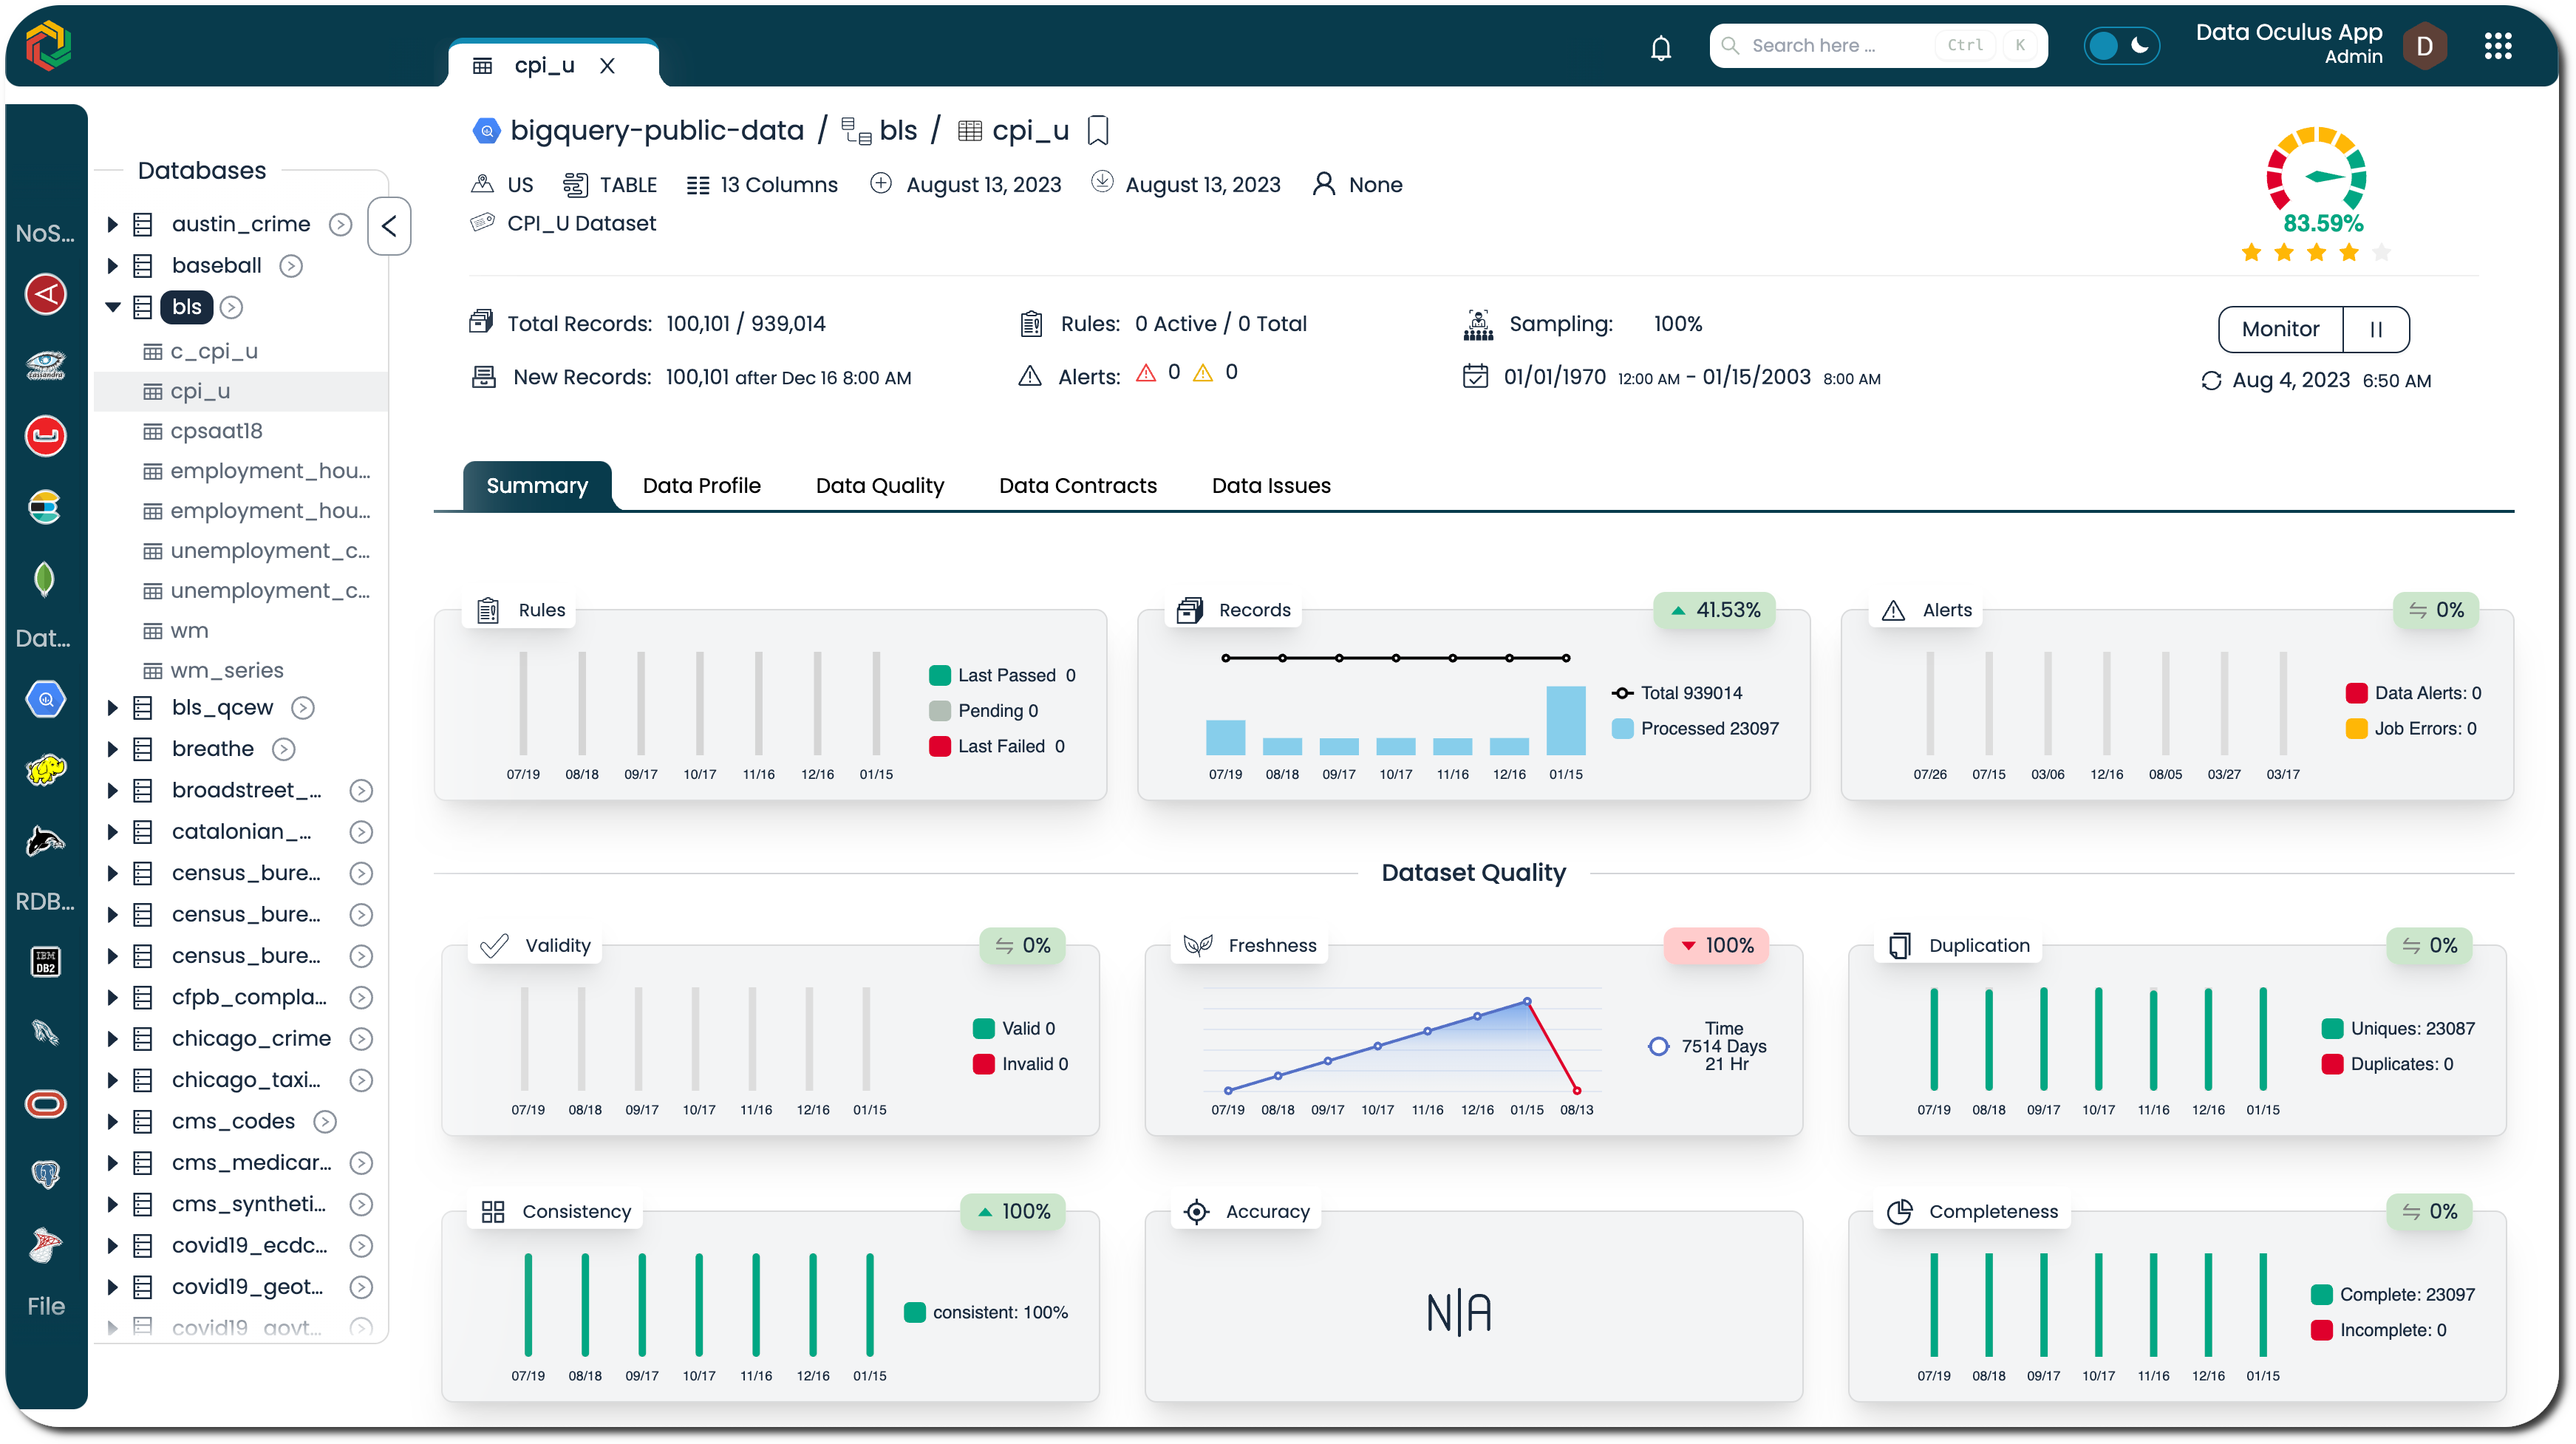 cpi_u X
Search here ... Ctrl K
Data Oculus App
Admin
D
NoS...
cassandra
Dat...
RDB...
IBM
DB2
File
Databases
austin_crime
baseball
bls
c_cpi_u
cpi_u
cpsaat18
employment_hou...
employment_hou...
unemployment_c...
unemployment_c...
wm
wm_series
bls_qcew
breathe
broadstreet_...
catalonian_...
census_bure...
census_bure...
census_bure...
cfpb_compla...
chicago_crime
chicago_taxi...
cms_codes
cms_medicar...
cms_syntheti...
covid19_ecdc...
covid19_geot...
covid19_govt...
bigquery-public-data / bls / cpi_u
US TABLE 13 Columns August 13, 2023 August 13, 2023 None
CPI_U Dataset
83.59%
Total Records: 100,101 / 939,014
Rules: 0 Active / 0 Total
Sampling: 100%
Monitor
New Records: 100,101 after Dec 16 8:00 AM
Alerts: 0 0
01/01/1970 12:00 AM - 01/15/2003 8:00 AM
Aug 4, 2023 6:50 AM
Summary Data Profile Data Quality Data Contracts Data Issues
Rules
Last Passed 0
Pending 0
Last Failed 0
07/19 08/18 09/17 10/17 11/16 12/16 01/15
Records
41.53%
Total 939014
Processed 23097
07/19 08/18 09/17 10/17 11/16 12/16 01/15
Alerts
0%
Data Alerts: 0
Job Errors: 0
07/26 07/15 03/06 12/16 08/05 03/27 03/17
Dataset Quality
Validity
0%
Valid 0
Invalid 0
07/19 08/18 09/17 10/17 11/16 12/16 01/15
Freshness
100%
Time
7514 Days
21 Hr
07/19 08/18 09/17 10/17 11/16 12/16 01/15 08/13
Duplication
0%
Uniques: 23087
Duplicates: 0
07/19 08/18 09/17 10/17 11/16 12/16 01/15
Consistency
100%
consistent: 100%
07/19 08/18 09/17 10/17 11/16 12/16 01/15
Accuracy
N|A
Completeness
0%
Complete: 23097
Incomplete: 0
07/19 08/18 09/17 10/17 11/16 12/16 01/15